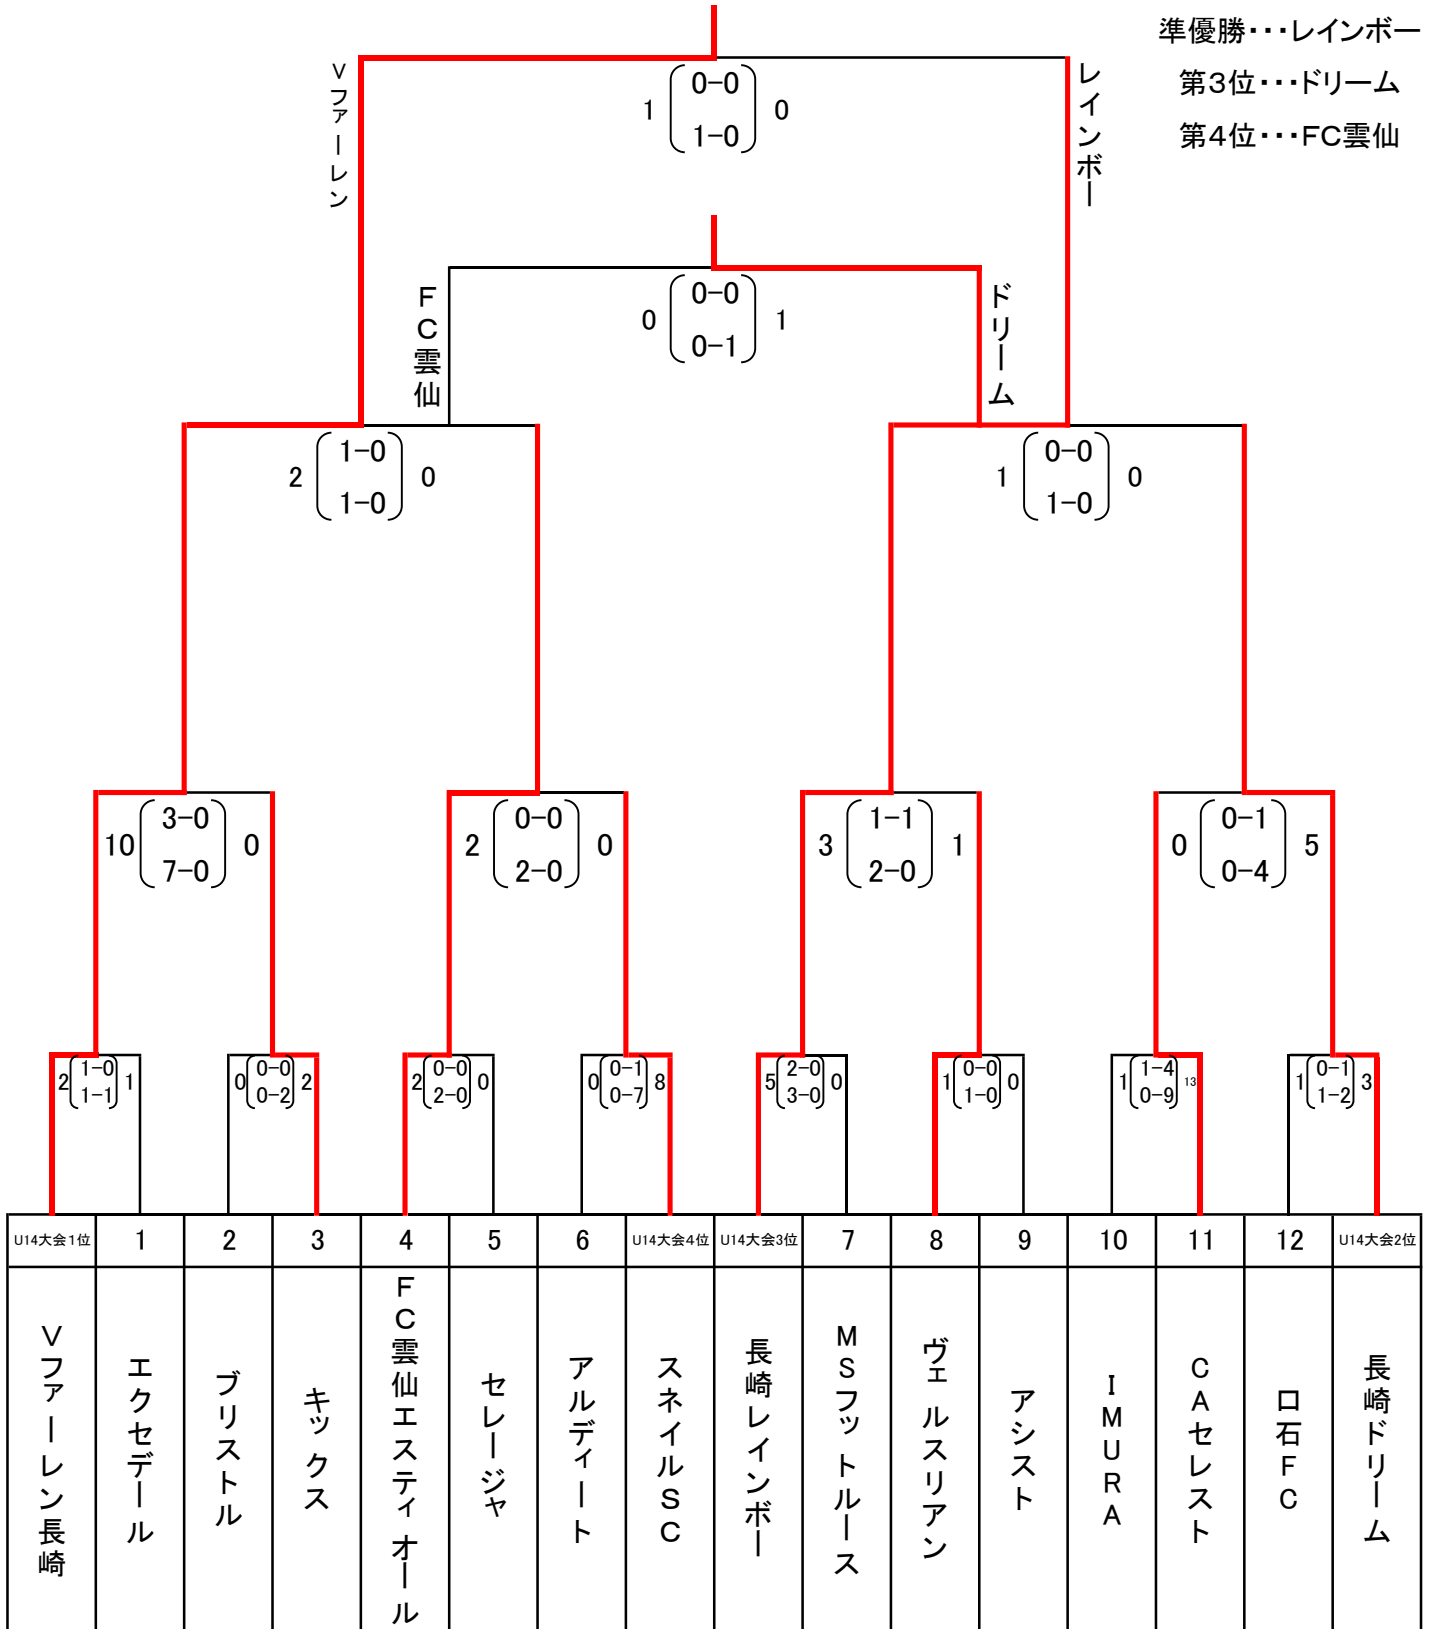 準優勝･･･レインボー
第3位･･･ドリーム
第4位･･･FC雲仙
Vファーレン
レインボー
1 0-0 0
1-0
FC雲仙
ドリーム
0 0-0 1
0-1
2 1-0 0
1-0
1 0-0 0
1-0
10 3-0 0
7-0
2 0-0 0
2-0
3 1-1 1
2-0
0 0-1 5
0-4
2 1-0 1
1-1
0 0-0 2
0-2
2 0-0 0
2-0
0 0-1 8
0-7
5 2-0 0
3-0
1 0-0 0
1-0
1 1-4 13
0-9
1 0-1 3
1-2
U14大会1位 1 2 3 4 5 6 U14大会4位 U14大会3位 7 8 9 10 11 12 U14大会2位
Vファーレン長崎
エクセデール
ブリストル
キックス
FC雲仙エスティオール
セレージャ
アルディート
スネイルSC
長崎レインボー
MSフットルース
ヴェルスリアン
アシスト
IMURA
CAセレスト
口石FC
長崎ドリーム